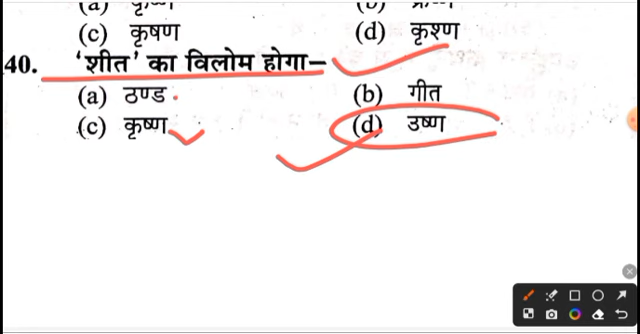 (c) कृषण (d) कृश्ण
40. ‘शीत’ का विलोम होगा–
(a) ठण्ड (b) गीत
(c) कृष्ण (d) उष्ण